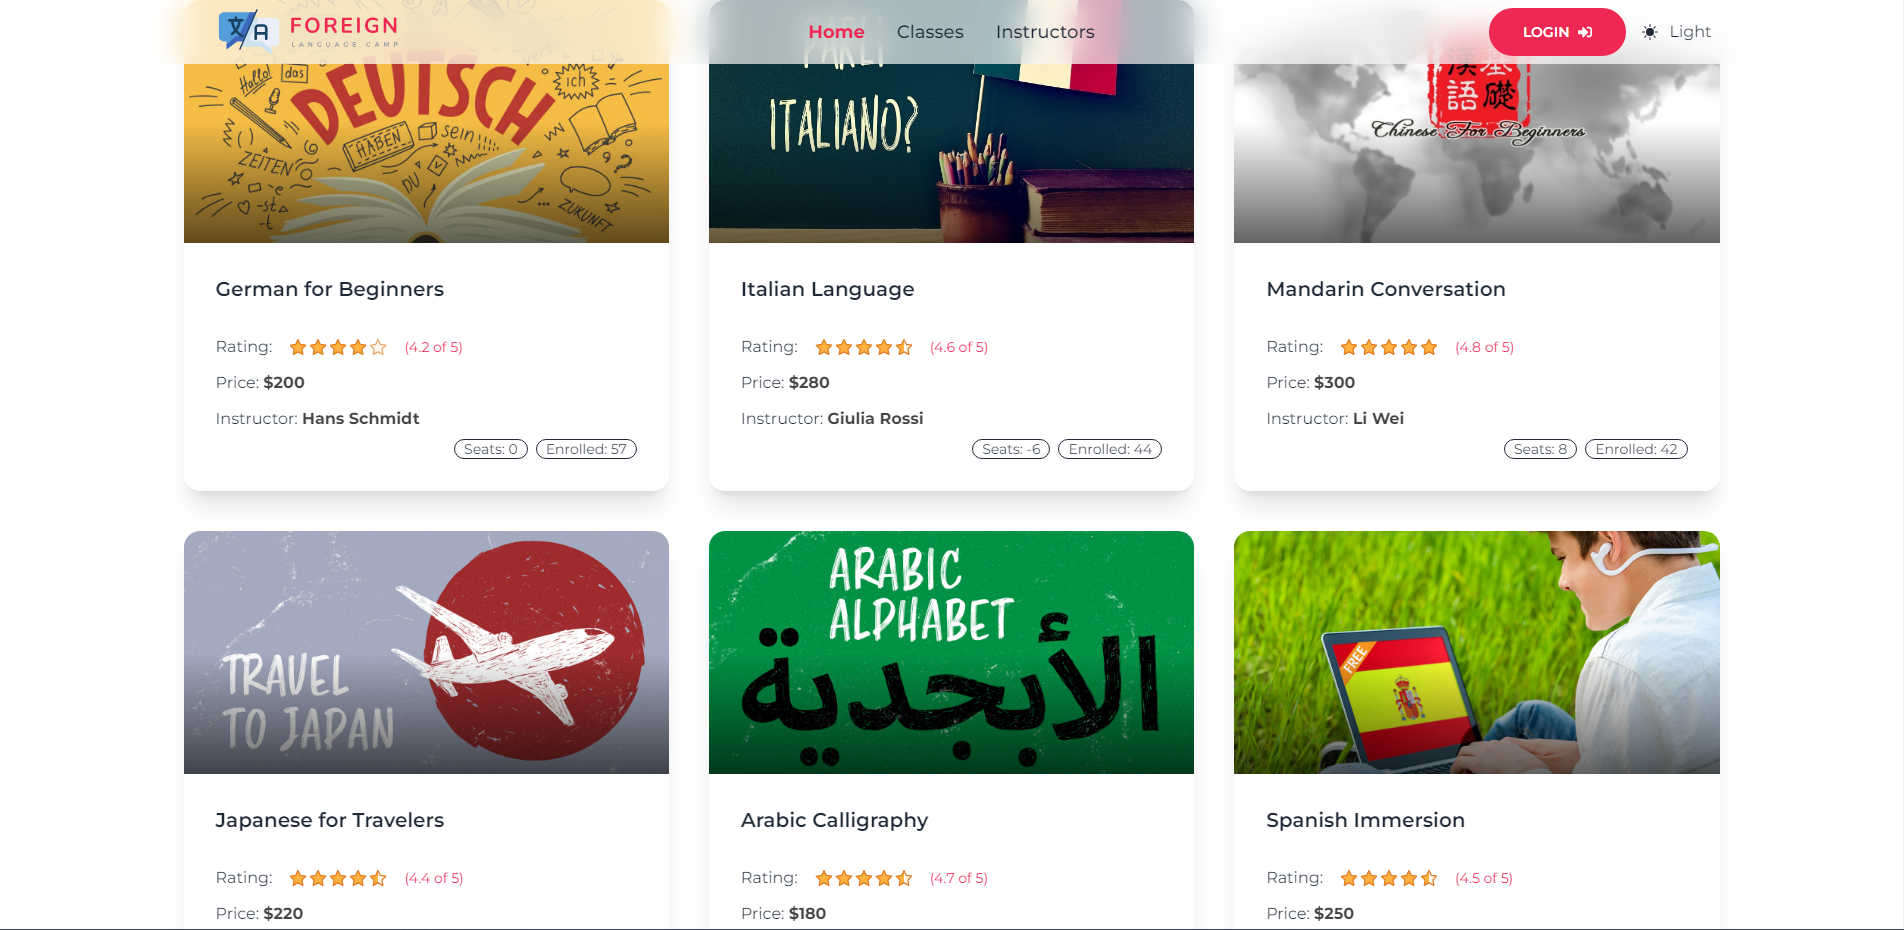 FOREIGN
LANGUAGE CAMP
Home
Classes
Instructors
LOGIN
Light
Hallo!
das
DEUTSCH
ich
HABEN
sein!!!!
ZEITEN
DU
-e
-st
-t
ZUKUNFT
PARLI
ITALIANO?
漢 基
語 礎
Chinese For Beginners
German for Beginners
Rating: (4.2 of 5)
Price: $200
Instructor: Hans Schmidt
Seats: 0 Enrolled: 57
Italian Language
Rating: (4.6 of 5)
Price: $280
Instructor: Giulia Rossi
Seats: -6 Enrolled: 44
Mandarin Conversation
Rating: (4.8 of 5)
Price: $300
Instructor: Li Wei
Seats: 8 Enrolled: 42
TRAVEL
TO JAPAN
ARABIC
ALPHABET
الأبجدية
FREE
Japanese for Travelers
Rating: (4.4 of 5)
Price: $220
Arabic Calligraphy
Rating: (4.7 of 5)
Price: $180
Spanish Immersion
Rating: (4.5 of 5)
Price: $250